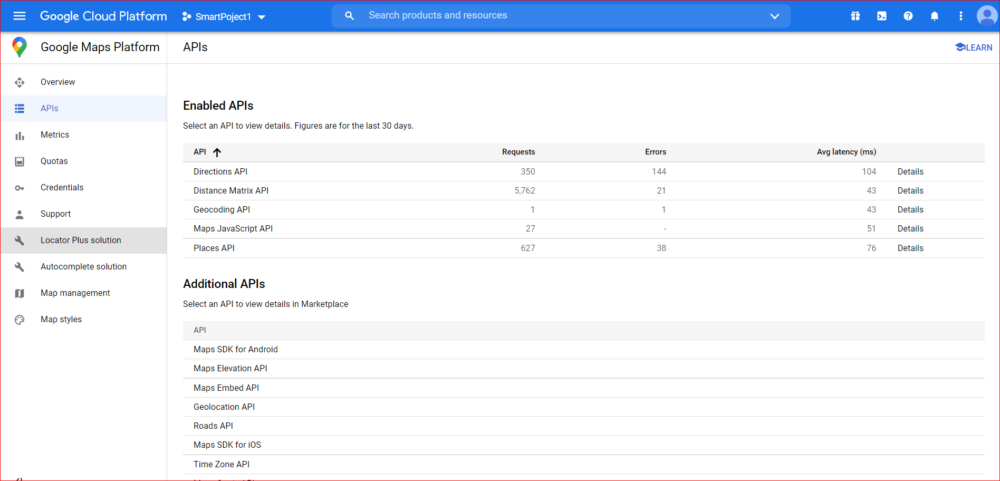 Google Cloud Platform
SmartPoject1
Search products and resources
Google Maps Platform
APIs
LEARN
Overview
APIs
Metrics
Quotas
Credentials
Support
Locator Plus solution
Autocomplete solution
Map management
Map styles
Enabled APIs
Select an API to view details. Figures are for the last 30 days.
API Requests Errors Avg latency (ms)
Directions API 350 144 104 Details
Distance Matrix API 5,762 21 43 Details
Geocoding API 1 1 43 Details
Maps JavaScript API 27 - 51 Details
Places API 627 38 76 Details
Additional APIs
Select an API to view details in Marketplace
API
Maps SDK for Android
Maps Elevation API
Maps Embed API
Geolocation API
Roads API
Maps SDK for iOS
Time Zone API